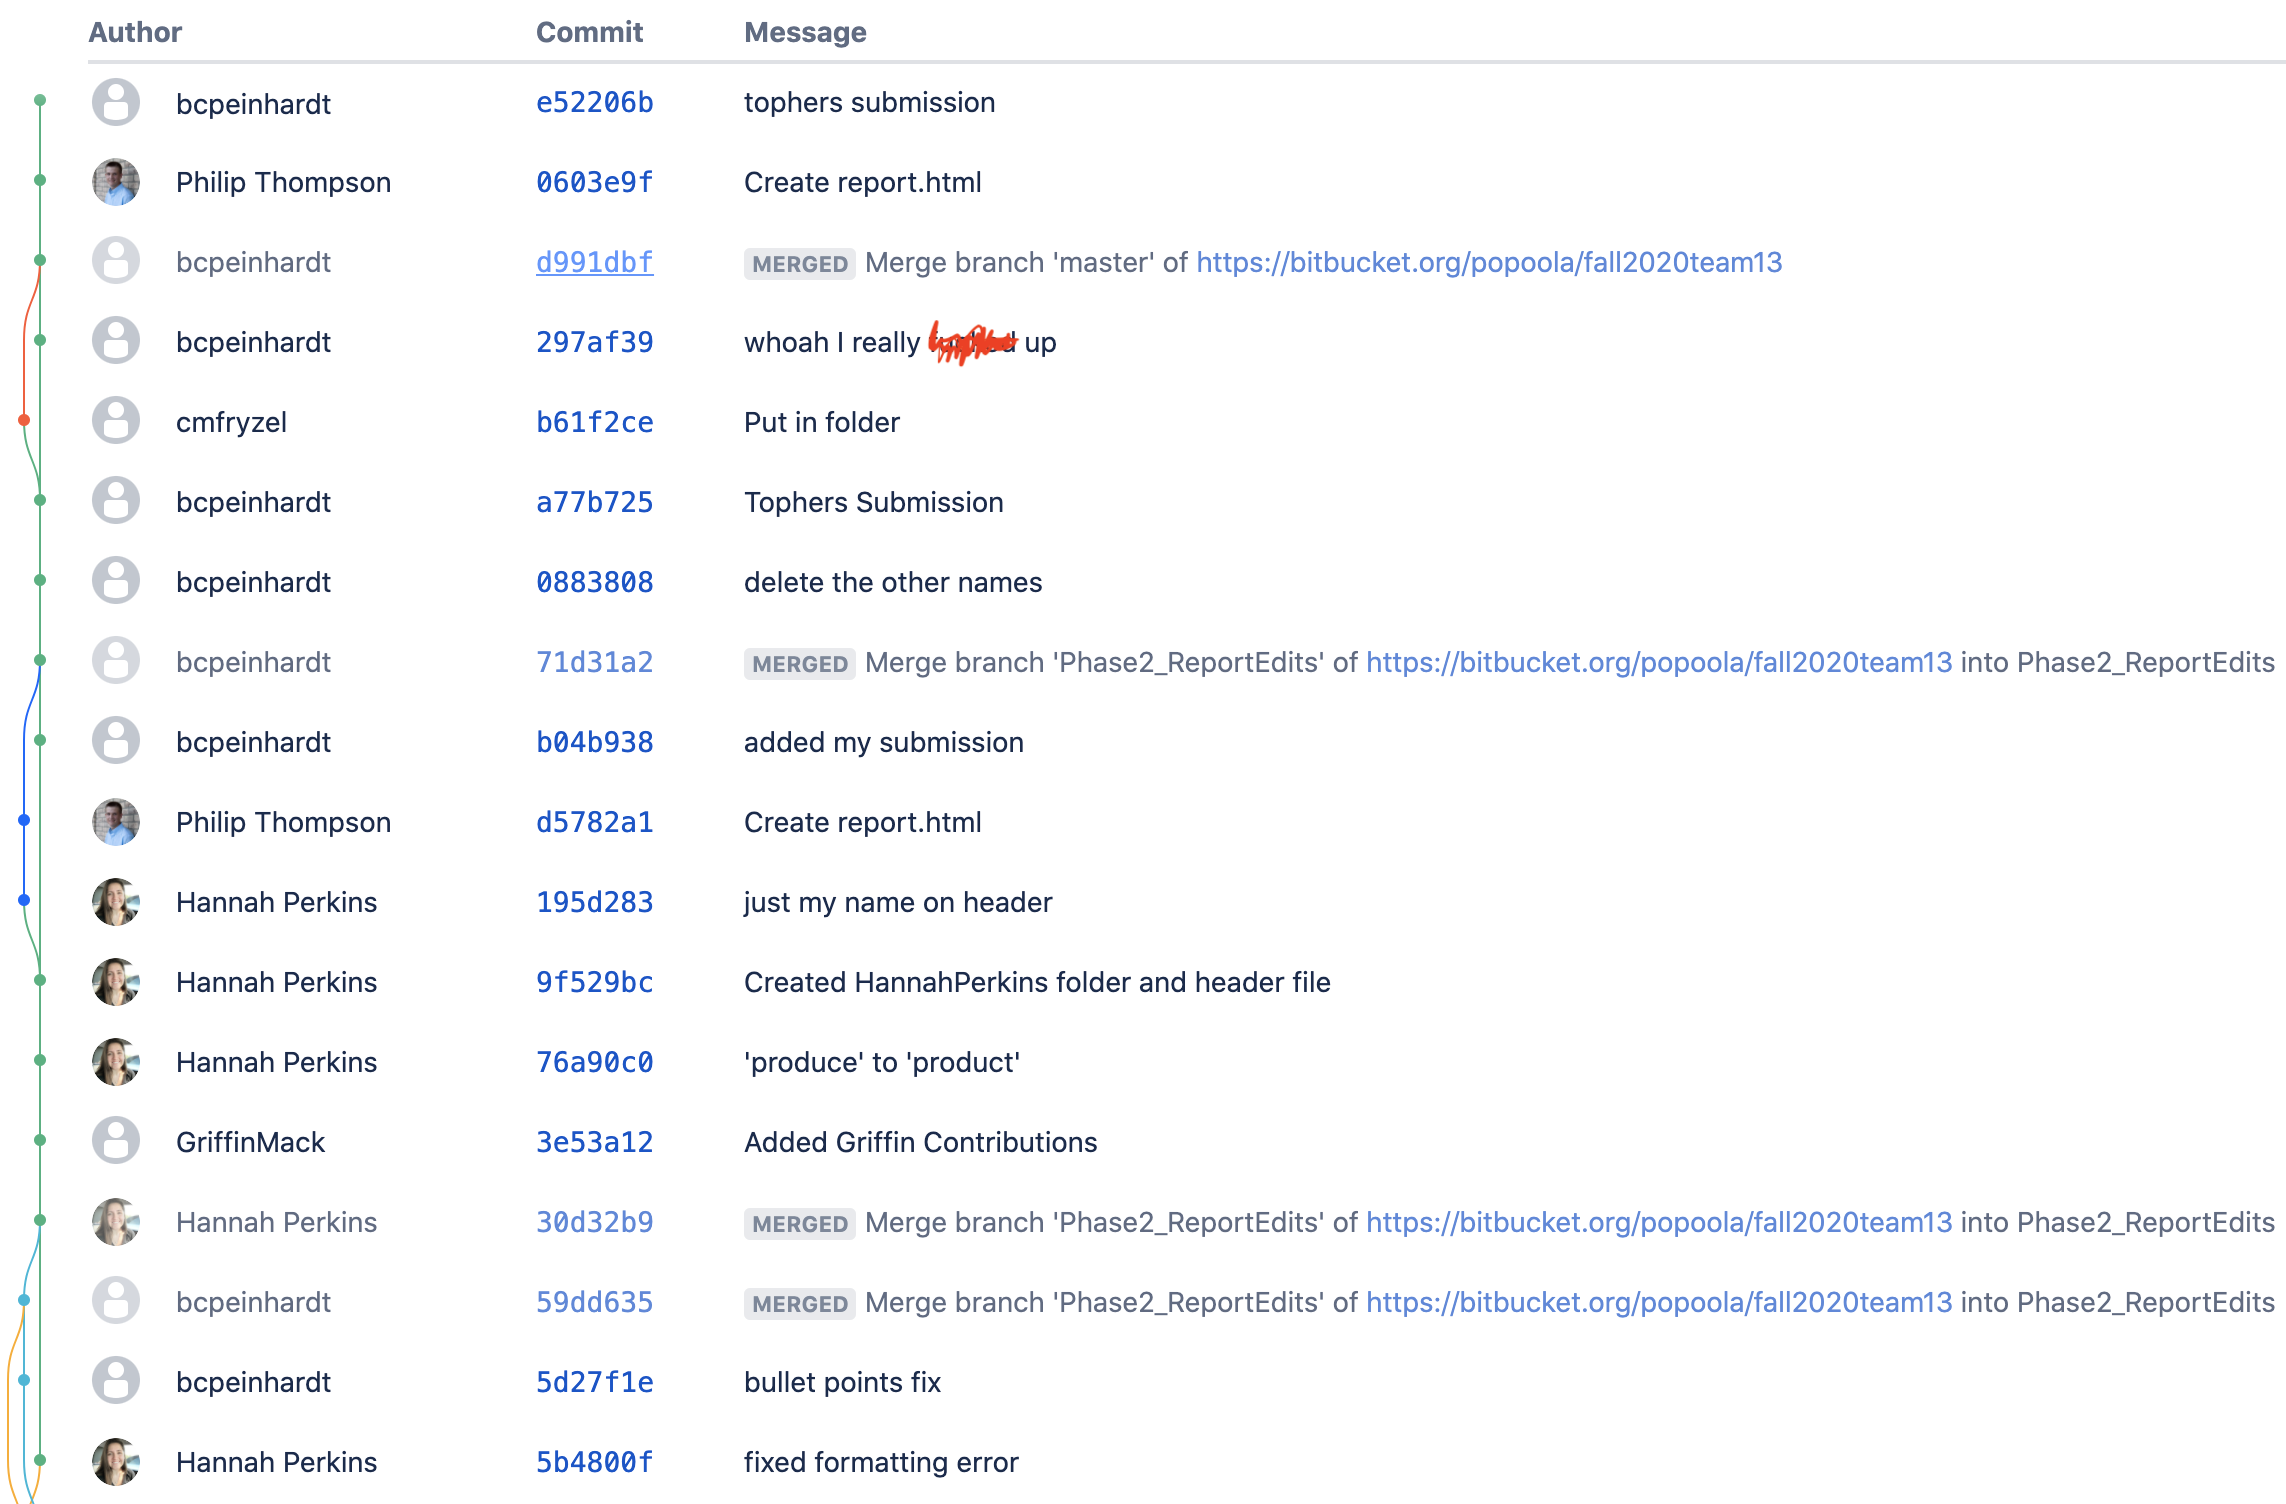 Author Commit Message
bcpeinhardt e52206b tophers submission
Philip Thompson 0603e9f Create report.html
bcpeinhardt d991dbf MERGED Merge branch 'master' of https://bitbucket.org/popoola/fall2020team13
bcpeinhardt 297af39 whoah I really up
cmfryzel b61f2ce Put in folder
bcpeinhardt a77b725 Tophers Submission
bcpeinhardt 0883808 delete the other names
bcpeinhardt 71d31a2 MERGED Merge branch 'Phase2_ReportEdits' of https://bitbucket.org/popoola/fall2020team13 into Phase2_ReportEdits
bcpeinhardt b04b938 added my submission
Philip Thompson d5782a1 Create report.html
Hannah Perkins 195d283 just my name on header
Hannah Perkins 9f529bc Created HannahPerkins folder and header file
Hannah Perkins 76a90c0 'produce' to 'product'
GriffinMack 3e53a12 Added Griffin Contributions
Hannah Perkins 30d32b9 MERGED Merge branch 'Phase2_ReportEdits' of https://bitbucket.org/popoola/fall2020team13 into Phase2_ReportEdits
bcpeinhardt 59dd635 MERGED Merge branch 'Phase2_ReportEdits' of https://bitbucket.org/popoola/fall2020team13 into Phase2_ReportEdits
bcpeinhardt 5d27f1e bullet points fix
Hannah Perkins 5b4800f fixed formatting error